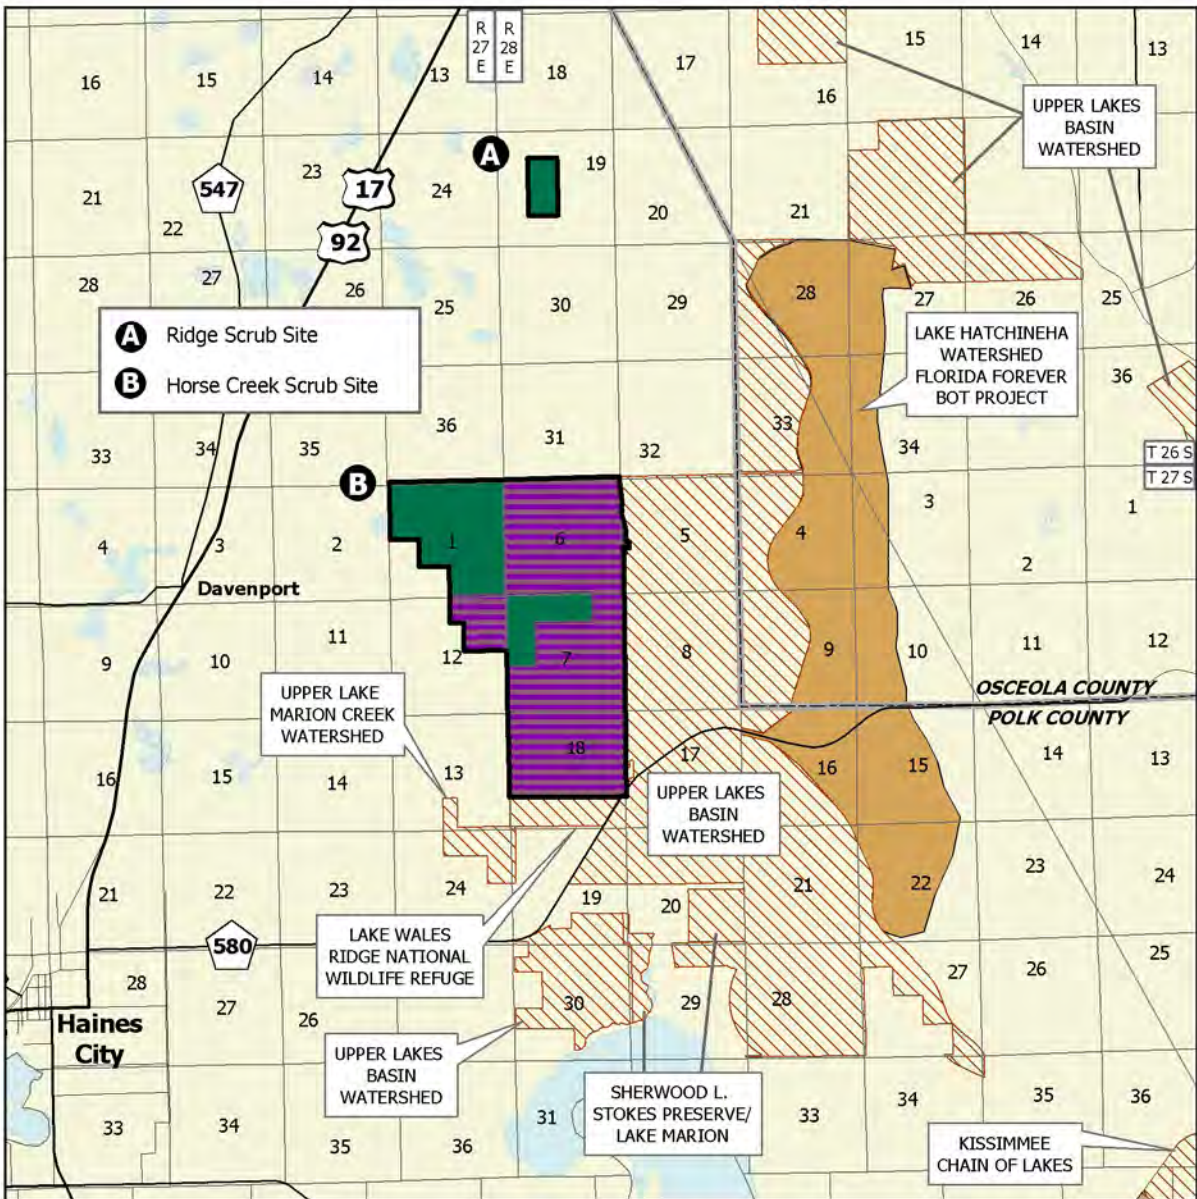 R
27
E
R
28
E
16
15
14
13
18
17
16
15
14
13
UPPER LAKES
BASIN
WATERSHED
547
17
92
A
21
22
23
24
19
20
21
28
27
26
25
30
29
28
27
26
25
A Ridge Scrub Site
B Horse Creek Scrub Site
LAKE HATCHINEHA
WATERSHED
FLORIDA FOREVER
BOT PROJECT
33
34
35
36
31
32
33
34
36
T 26 S
T 27 S
B
4
3
2
1
6
5
4
3
2
1
Davenport
9
10
11
12
7
8
9
10
11
12
OSCEOLA COUNTY
POLK COUNTY
UPPER LAKE
MARION CREEK
WATERSHED
16
15
14
13
18
17
16
15
14
13
UPPER LAKES
BASIN
WATERSHED
21
22
23
24
19
20
21
22
23
24
580
LAKE WALES
RIDGE NATIONAL
WILDLIFE REFUGE
28
27
26
30
29
28
27
26
25
Haines
City
UPPER LAKES
BASIN
WATERSHED
SHERWOOD L.
STOKES PRESERVE/
LAKE MARION
33
34
35
36
31
33
34
35
36
KISSIMMEE
CHAIN OF LAKES